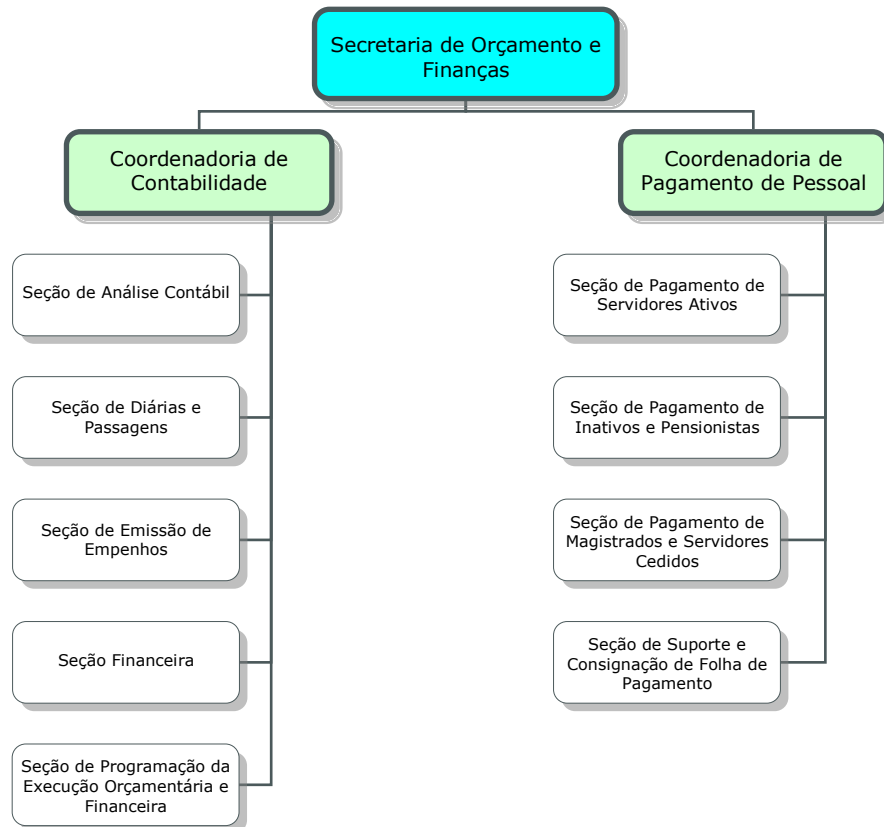 Secretaria de Orçamento e
Finanças
Coordenadoria de
Contabilidade
Coordenadoria de
Pagamento de Pessoal
Seção de Análise Contábil
Seção de Diárias e
Passagens
Seção de Emissão de
Empenhos
Seção Financeira
Seção de Programação da
Execução Orçamentária e
Financeira
Seção de Pagamento de
Servidores Ativos
Seção de Pagamento de
Inativos e Pensionistas
Seção de Pagamento de
Magistrados e Servidores
Cedidos
Seção de Suporte e
Consignação de Folha de
Pagamento